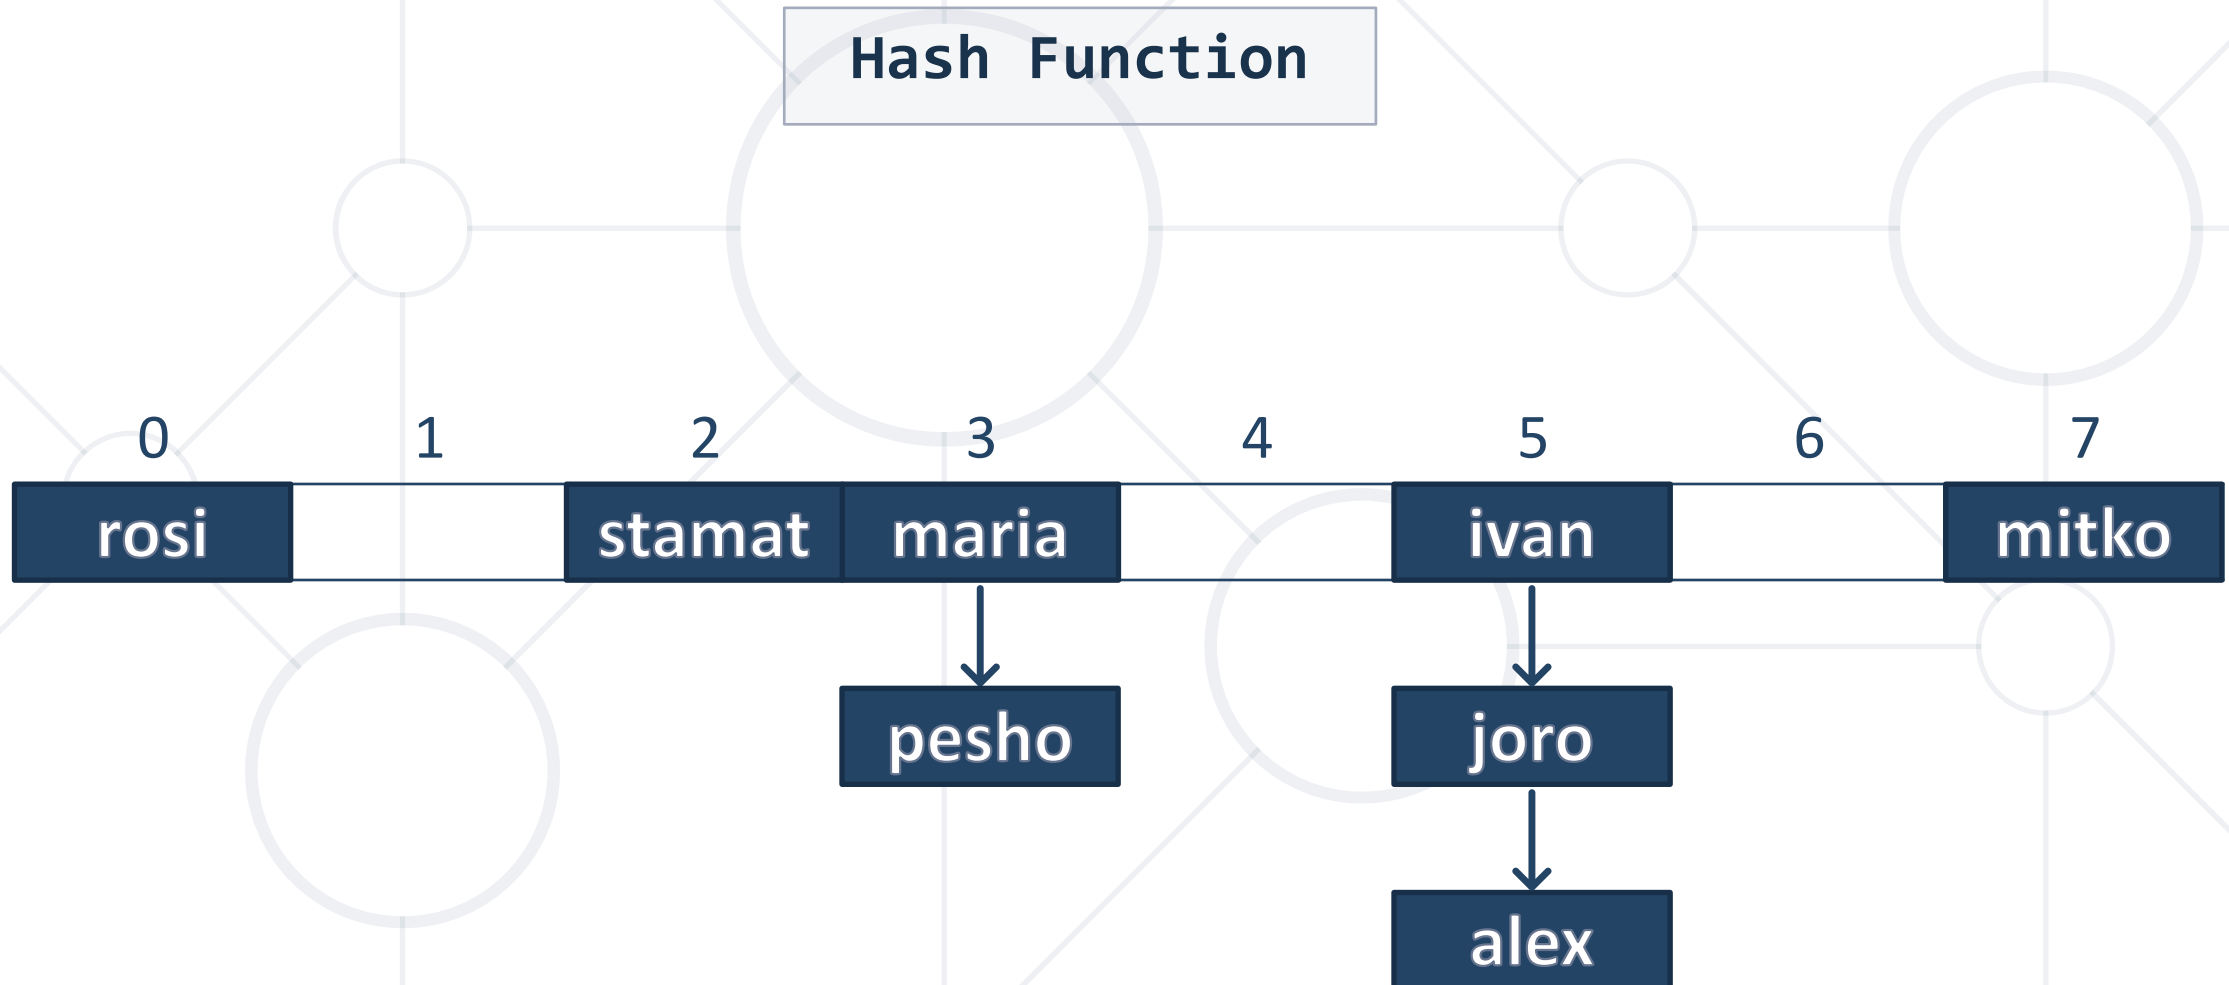 Hash Function
0 1 2 3 4 5 6 7
rosi stamat maria ivan mitko
pesho joro
alex